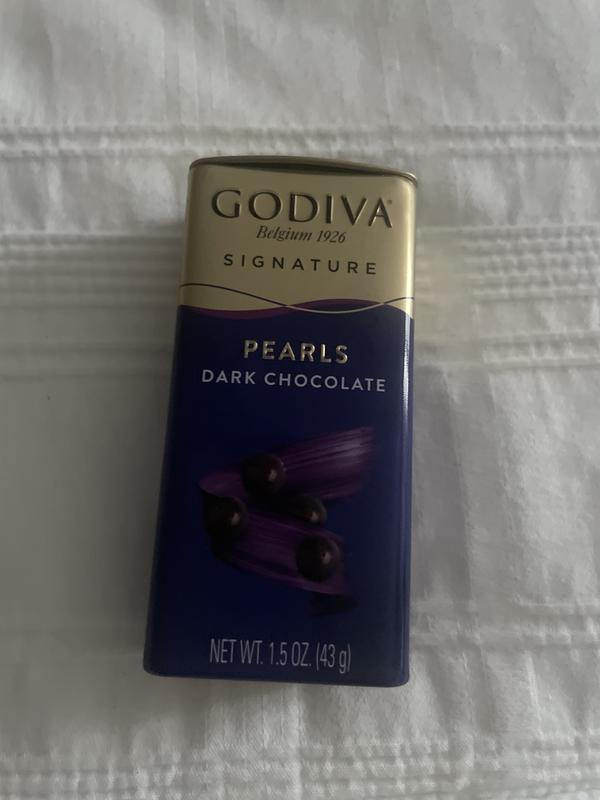 GODIVA
Belgium 1926
SIGNATURE
PEARLS
DARK CHOCOLATE
NET WT. 1.5 OZ. (43 g)